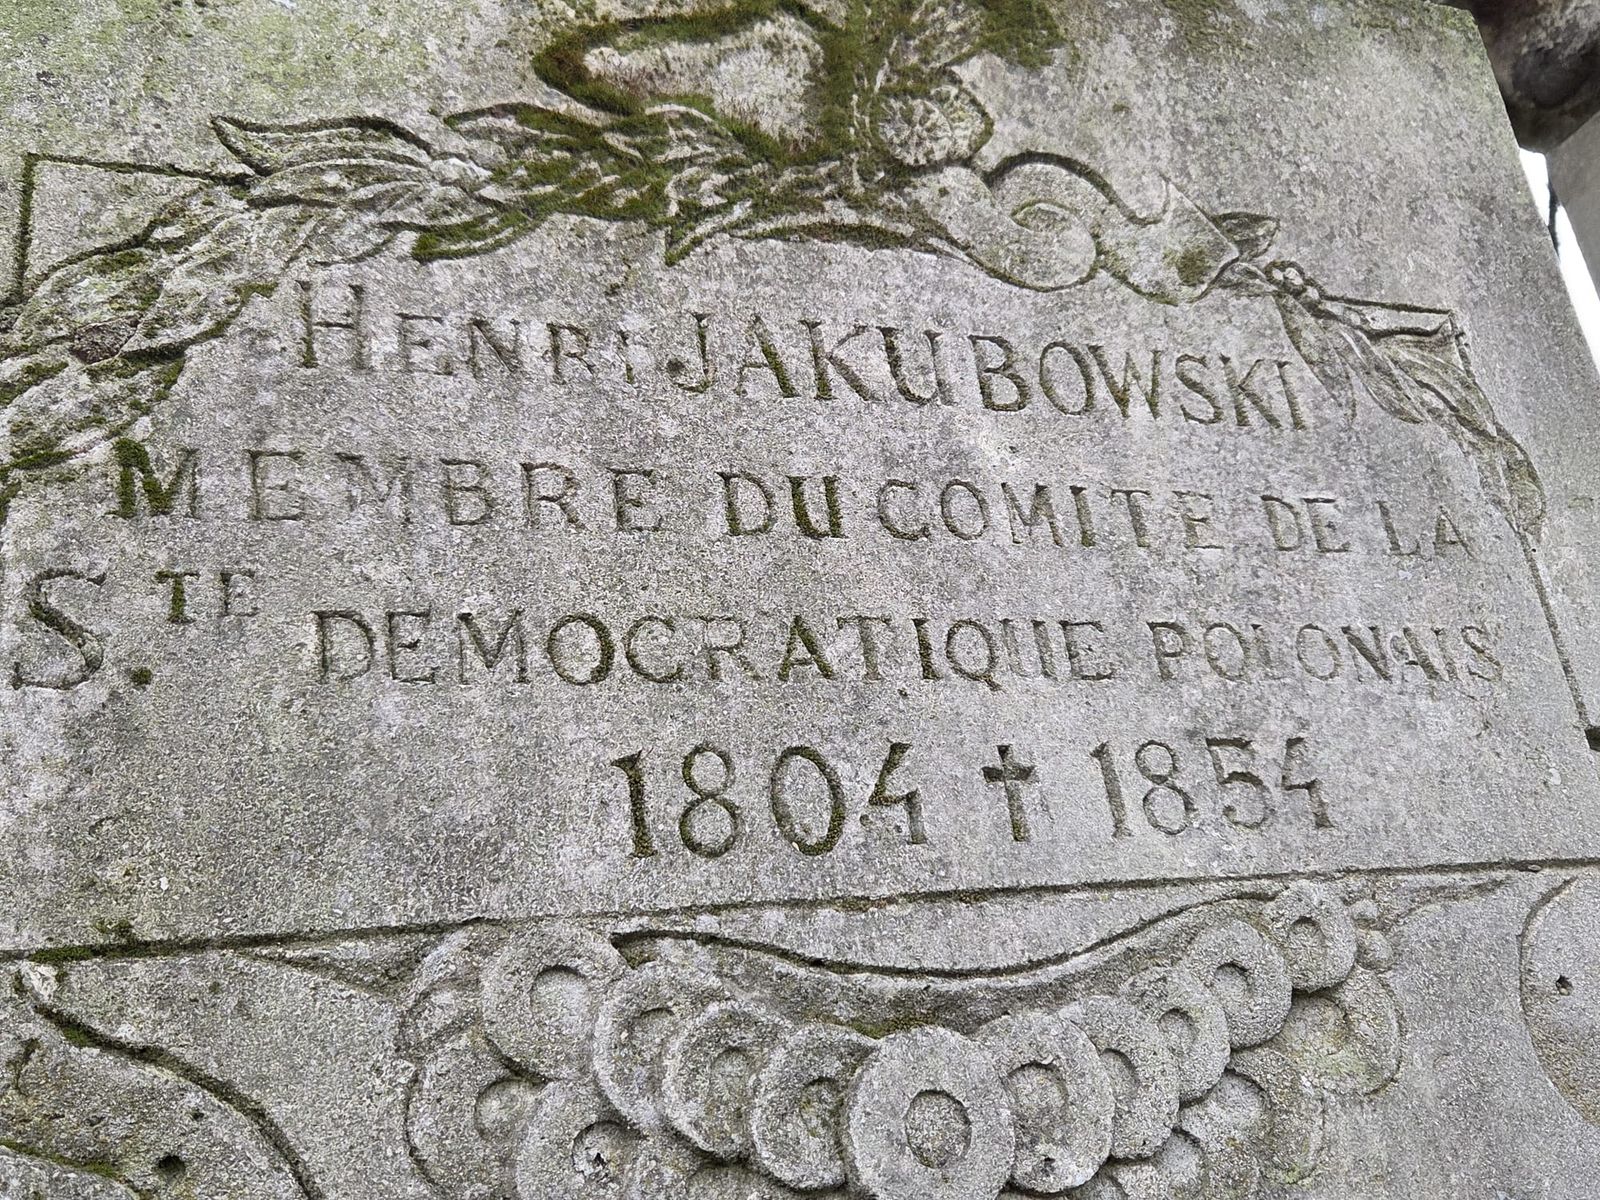 HENRI JAKUBOWSKI
MEMBRE DU COMITE DE LA
S.TE DEMOCRATIQUE POLONAIS
1804 † 1854